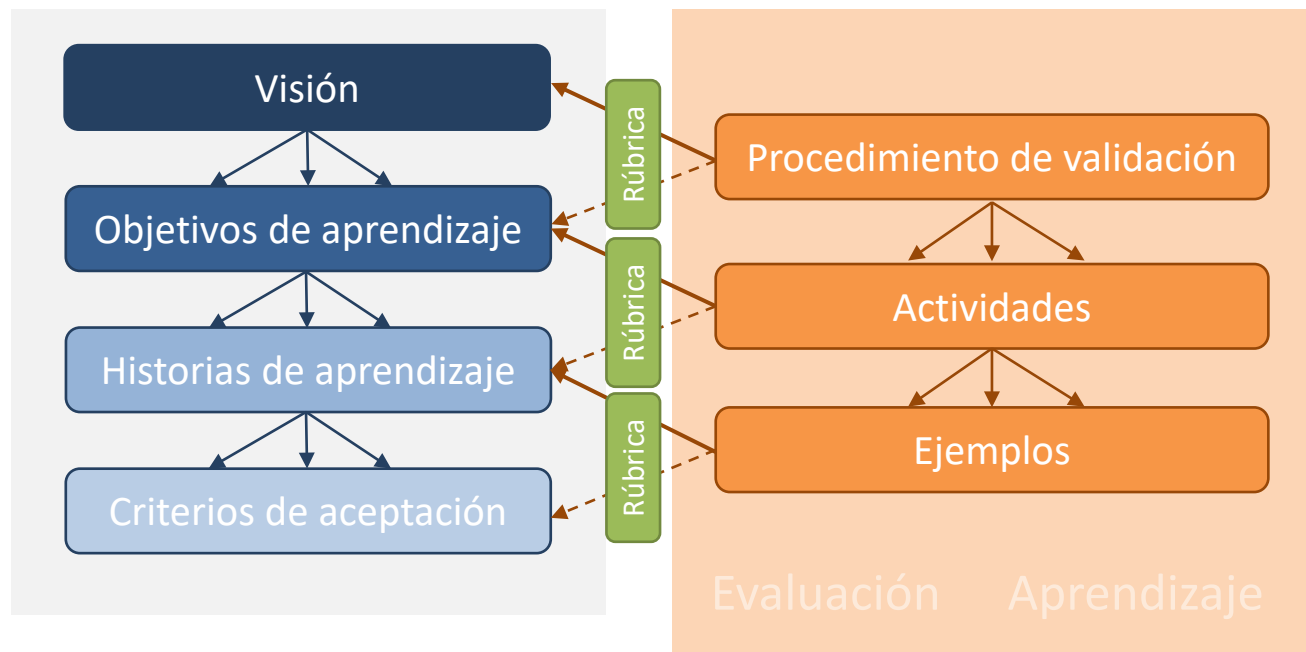 Visión
Objetivos de aprendizaje
Historias de aprendizaje
Criterios de aceptación
Rúbrica
Rúbrica
Rúbrica
Procedimiento de validación
Actividades
Ejemplos
Evaluación Aprendizaje